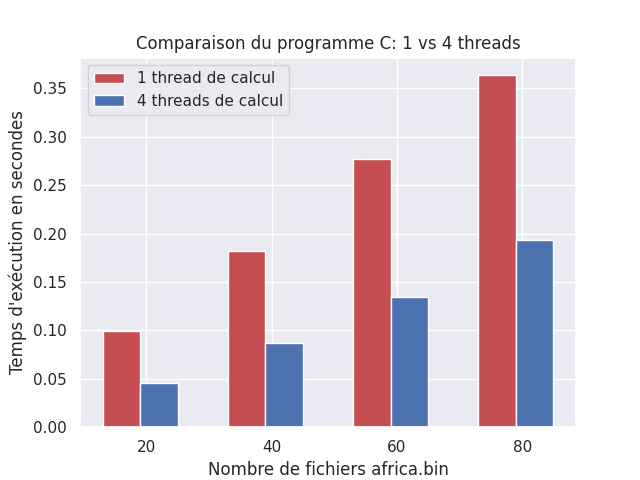 Comparaison du programme C: 1 vs 4 threads
1 thread de calcul
4 threads de calcul
Temps d'exécution en secondes
0.35
0.30
0.25
0.20
0.15
0.10
0.05
0.00
20 40 60 80
Nombre de fichiers africa.bin